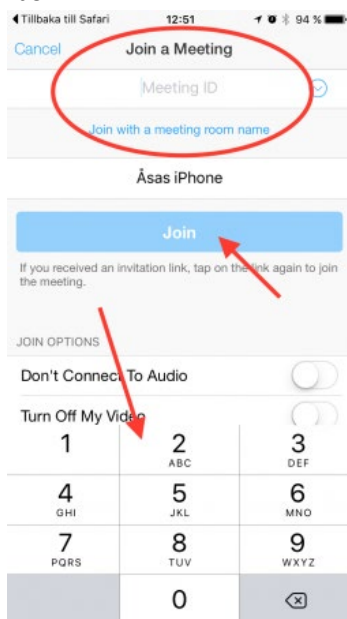 Tillbaka till Safari 12:51 94 %
Cancel Join a Meeting
Meeting ID
Join with a meeting room name
Åsas iPhone
Join
If you received an invitation link, tap on the link again to join
the meeting.
JOIN OPTIONS
Don't Connect To Audio
Turn Off My Video
1 2 3
ABC DEF
4 5 6
GHI JKL MNO
7 8 9
PQRS TUV WXYZ
0